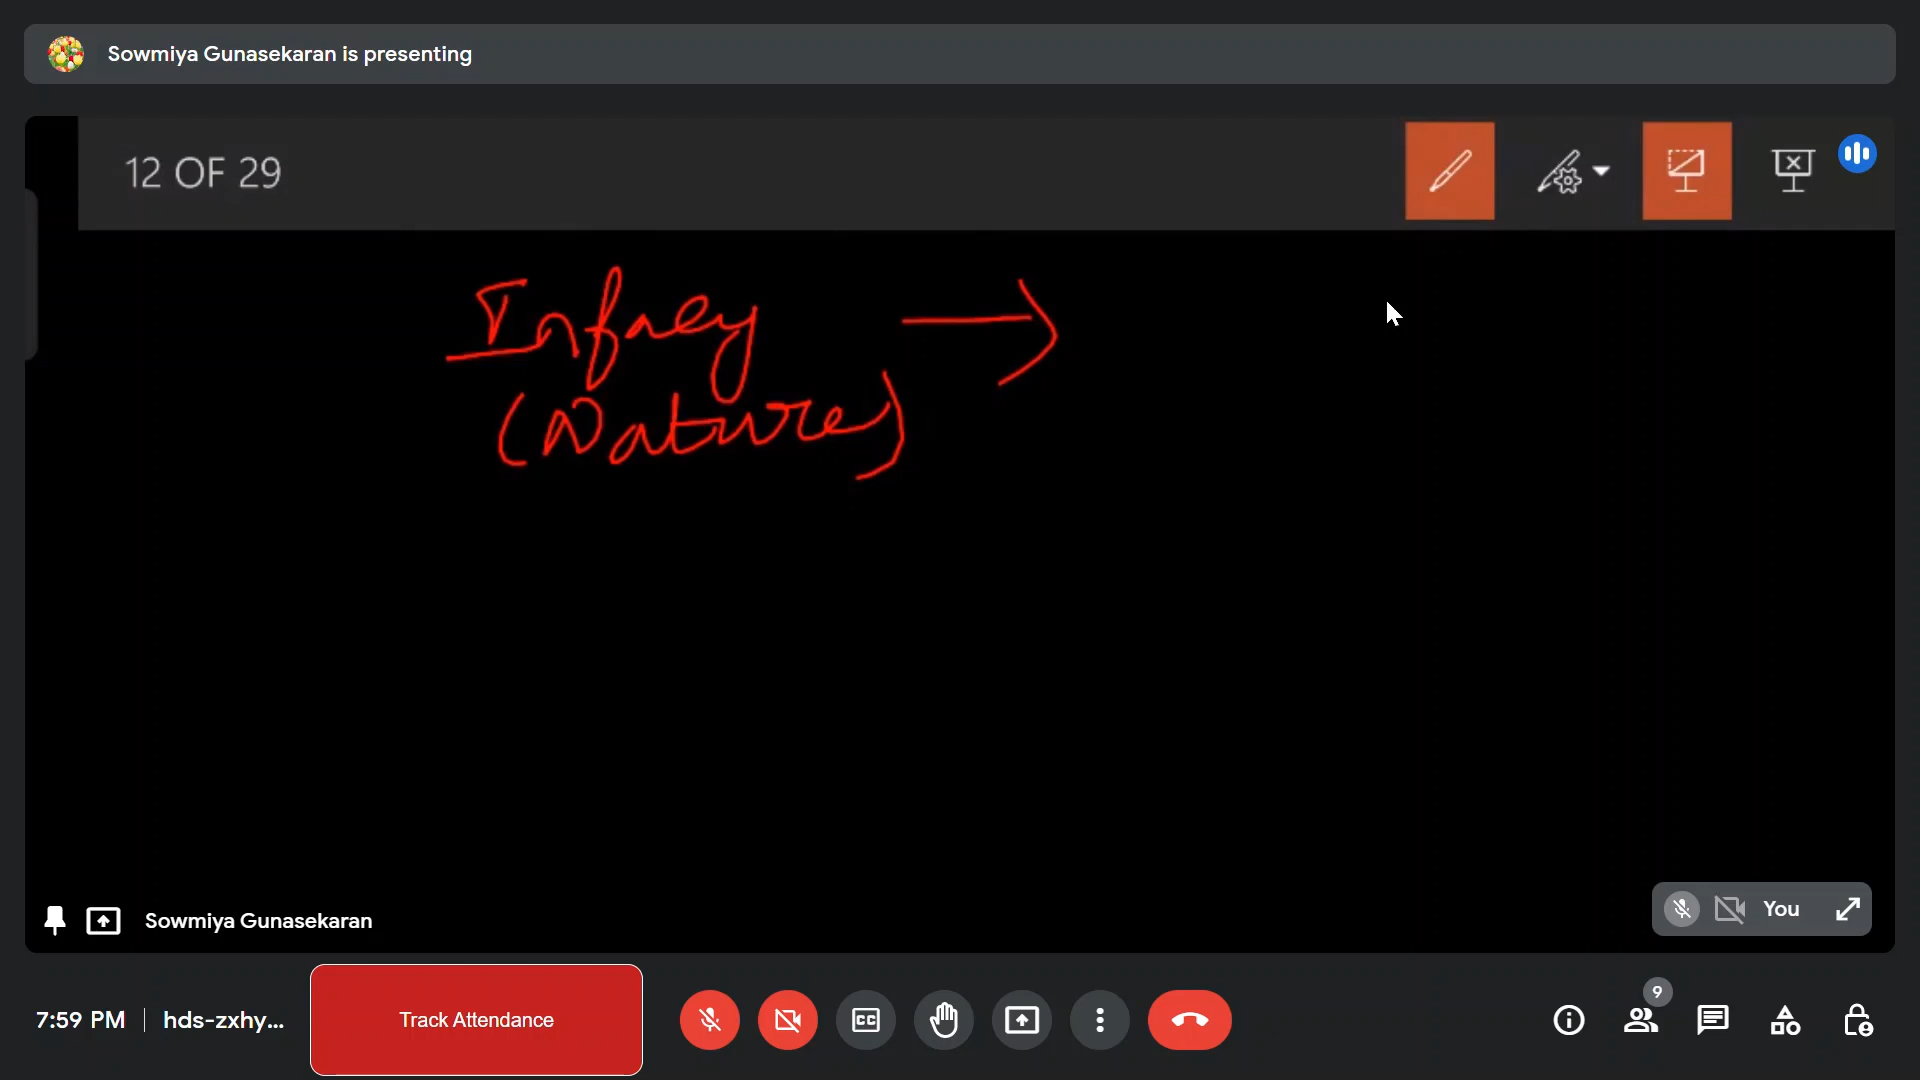 Sowmiya Gunasekaran is presenting
12 OF 29
(Nature)
Sowmiya Gunasekaran
You
7:59 PM | hds-zxhy...
Track Attendance
CC
9